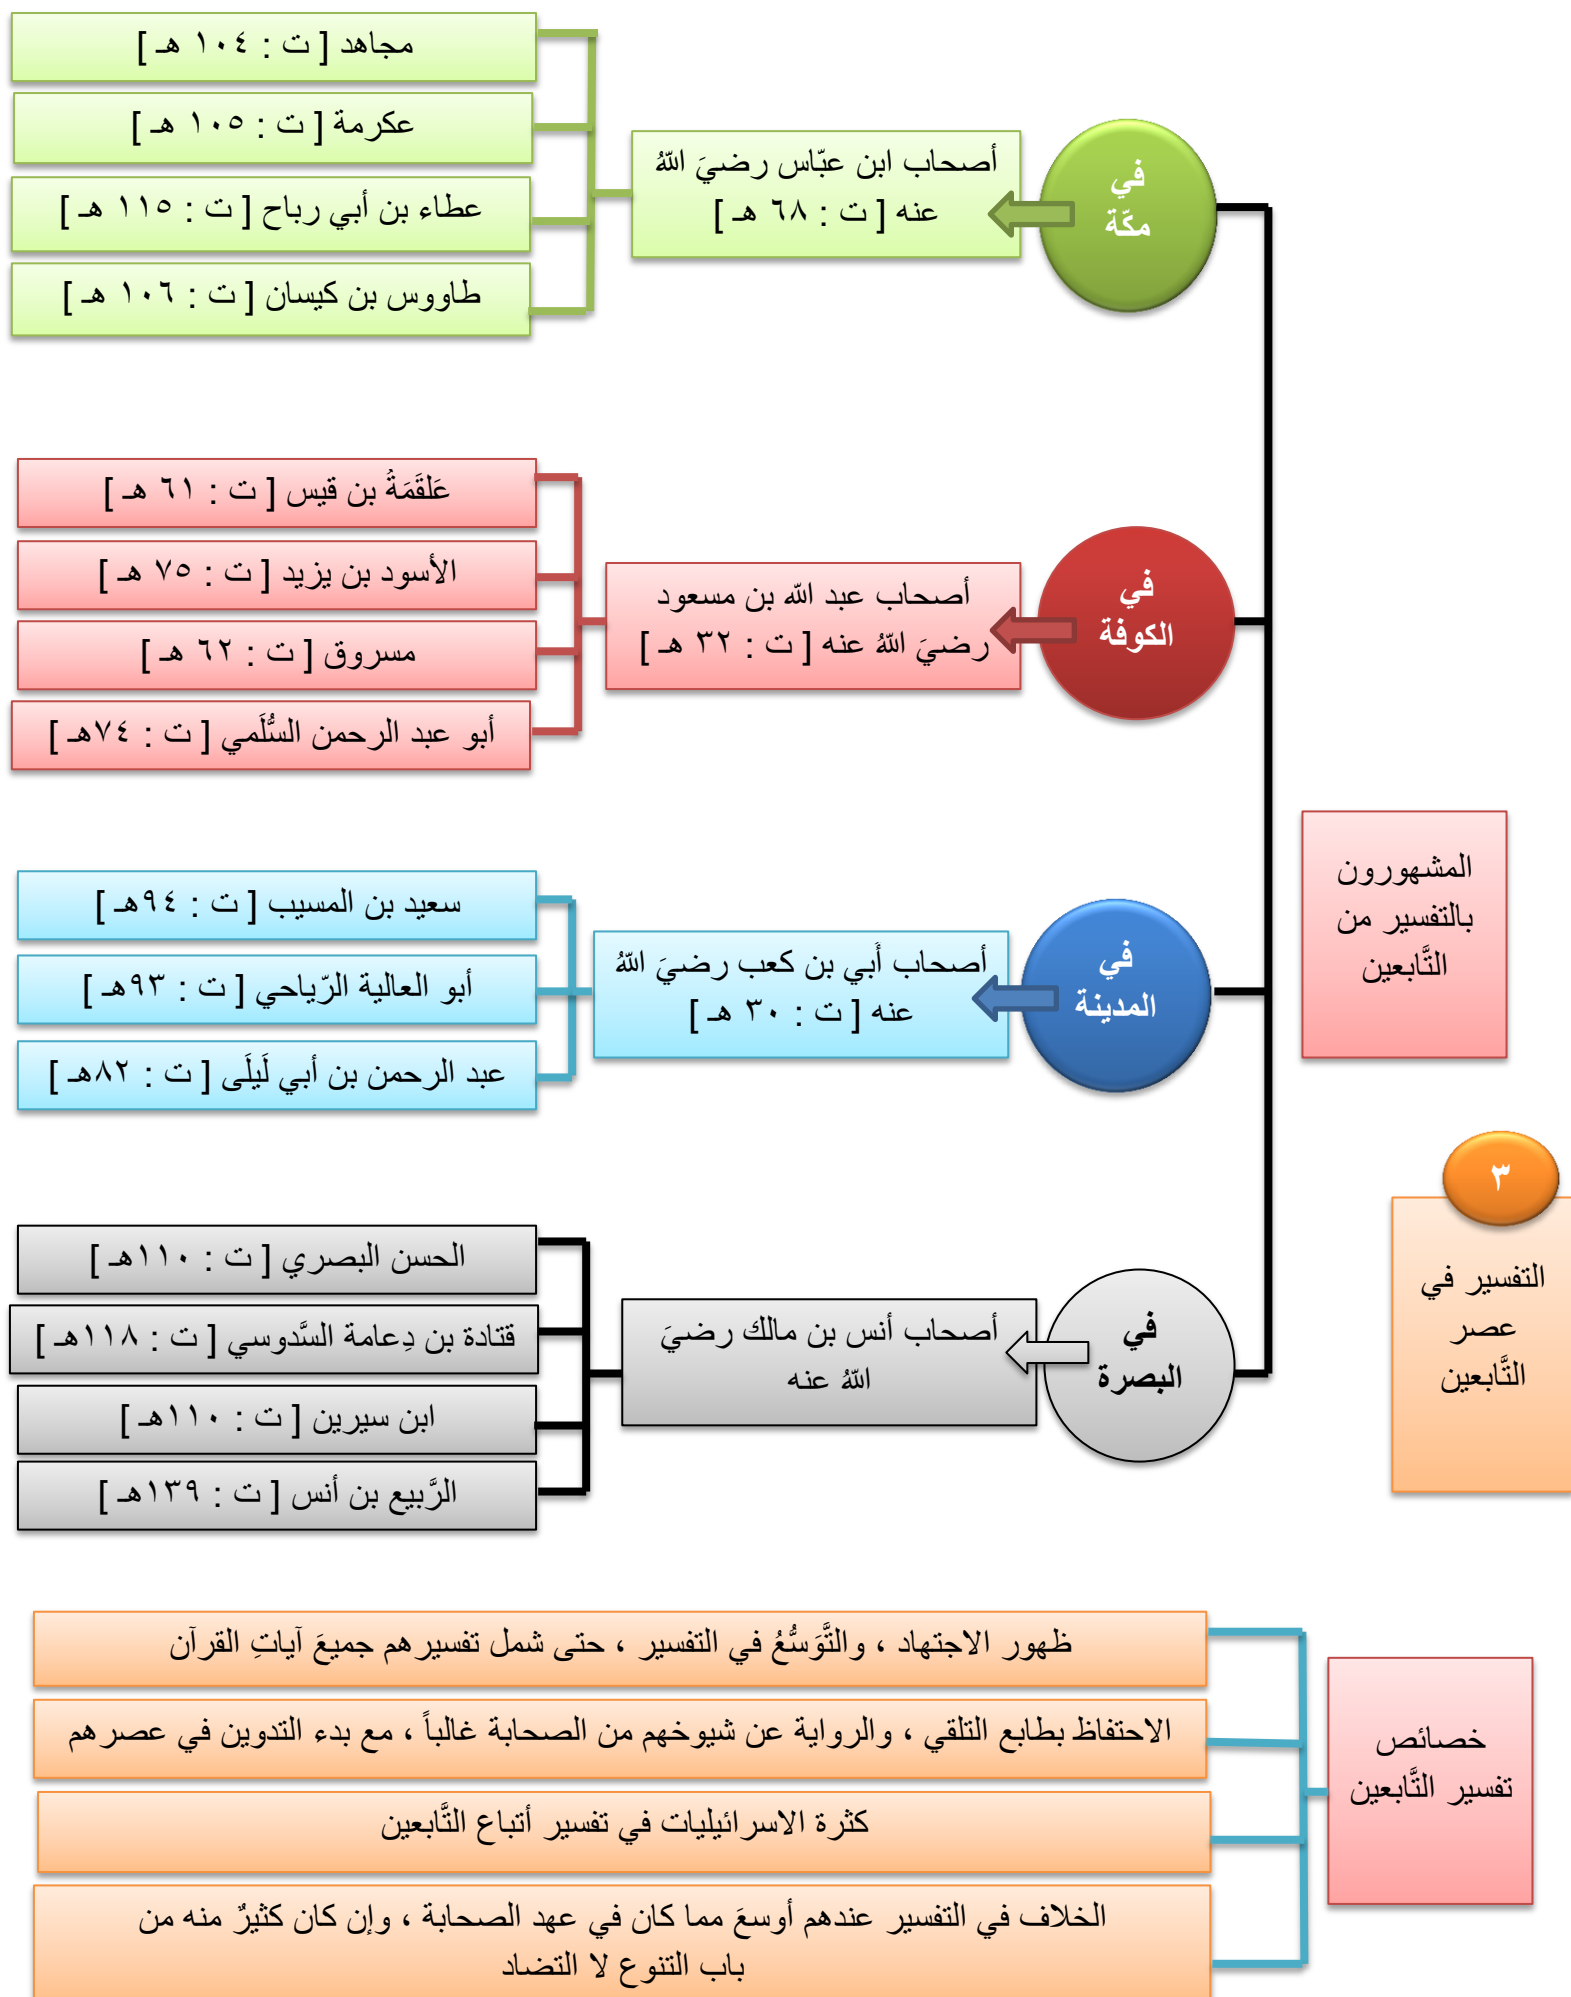 ٣
التفسير في
عصر
التَّابعين
المشهورون
بالتفسير من
التَّابعين
في
مكّة
أصحاب ابن عبّاس رضيَ اللهُ
عنه [ ت : ٦٨ هـ ]
مجاهد [ ت : ١٠٤ هـ ]
عكرمة [ ت : ١٠٥ هـ ]
عطاء بن أبي رباح [ ت : ١١٥ هـ ]
طاووس بن كيسان [ ت : ١٠٦ هـ ]
في
الكوفة
أصحاب عبد الله بن مسعود
رضيَ اللهُ عنه [ ت : ٣٢ هـ ]
عَلقَمَةُ بن قيس [ ت : ٦١ هـ ]
الأسود بن يزيد [ ت : ٧٥ هـ ]
مسروق [ ت : ٦٢ هـ ]
أبو عبد الرحمن السُّلَمي [ ت : ٧٤هـ ]
في
المدينة
أصحاب أبي بن كعب رضيَ اللهُ
عنه [ ت : ٣٠ هـ ]
سعيد بن المسيب [ ت : ٩٤هـ ]
أبو العالية الرّياحي [ ت : ٩٣هـ ]
عبد الرحمن بن أبي لَيلَى [ ت : ٨٢هـ ]
في
البصرة
أصحاب أنس بن مالك رضيَ
اللهُ عنه
الحسن البصري [ ت : ١١٠هـ ]
قتادة بن دِعامة السَّدوسي [ ت : ١١٨هـ ]
ابن سيرين [ ت : ١١٠هـ ]
الرَّبيع بن أنس [ ت : ١٣٩هـ ]
خصائص
تفسير التَّابعين
ظهور الاجتهاد ، والتَّوَسُّعُ في التفسير ، حتى شمل تفسيرهم جميعَ آياتِ القرآن
الاحتفاظ بطابع التلقي ، والرواية عن شيوخهم من الصحابة غالباً ، مع بدء التدوين في عصرهم
كثرة الاسرائيليات في تفسير أتباع التَّابعين
الخلاف في التفسير عندهم أوسعَ مما كان في عهد الصحابة ، وإن كان كثيرٌ منه من
باب التنوع لا التضاد